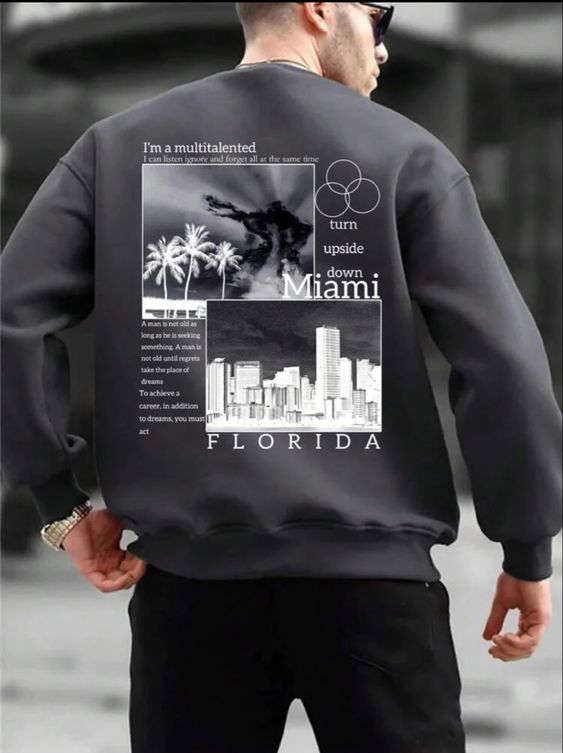 I'm a multitalented
I can listen ignore and forget all at the same time
turn
upside
down
Miami
A man is not old as
long as he is seeking
something. A man is
not old until regrets
take the place of
dreams
To achieve a
career, in addition
to dreams, you must
act
FLORIDA